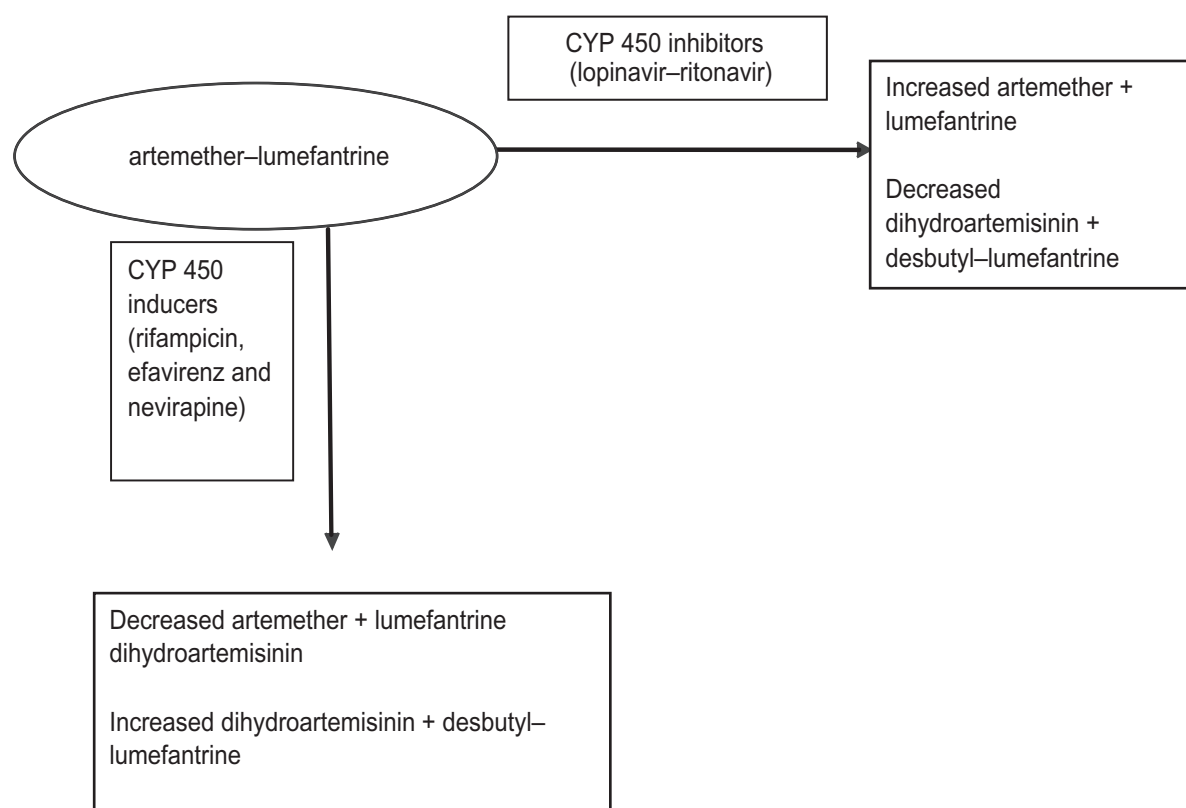 CYP 450 inhibitors
(lopinavir–ritonavir)
Increased artemether +
lumefantrine
Decreased
dihydroartemisinin +
desbutyl–lumefantrine
artemether–lumefantrine
CYP 450
inducers
(rifampicin,
efavirenz and
nevirapine)
Decreased artemether + lumefantrine
dihydroartemisinin
Increased dihydroartemisinin + desbutyl–
lumefantrine